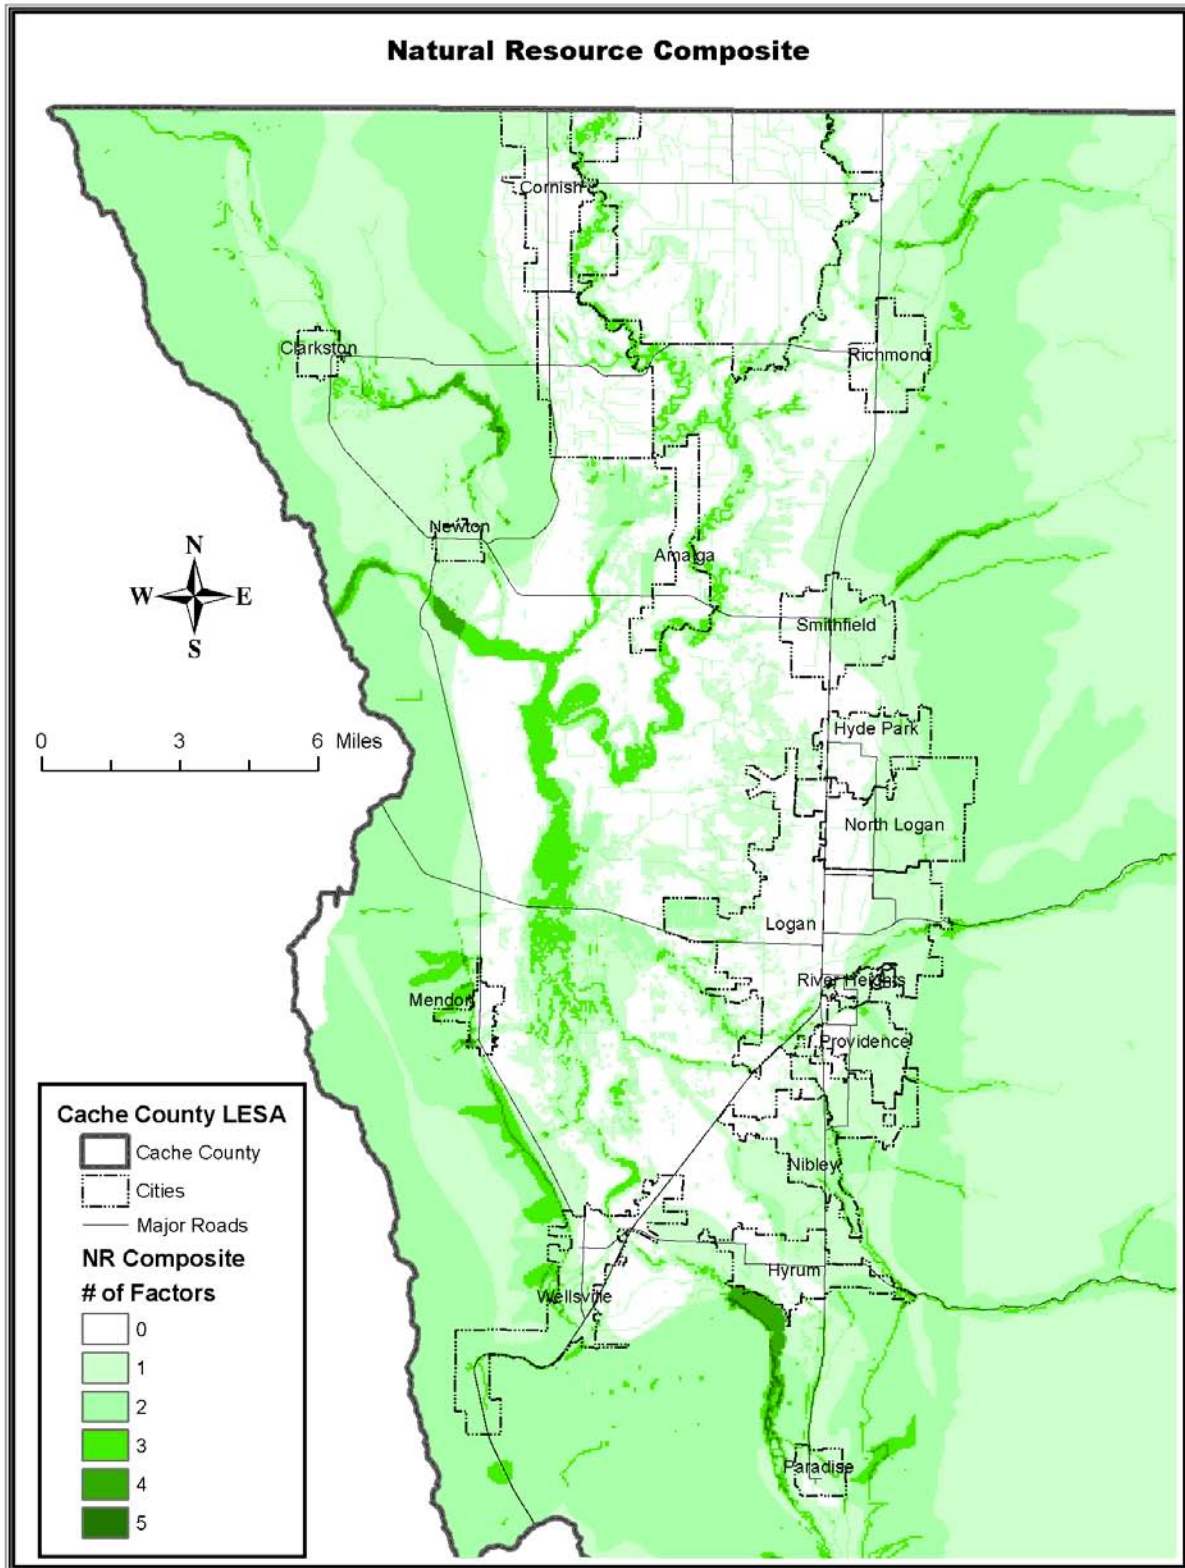 Natural Resource Composite
Cornish
Clarkston
Richmond
Newton
Amalga
N
W E
S
Smithfield
Hyde Park
0 3 6 Miles
North Logan
Logan
River Heights
Mendon
Providence
Nibley
Hyrum
Wellsville
Paradise
Cache County LESA
Cache County
Cities
Major Roads
NR Composite
# of Factors
0
1
2
3
4
5